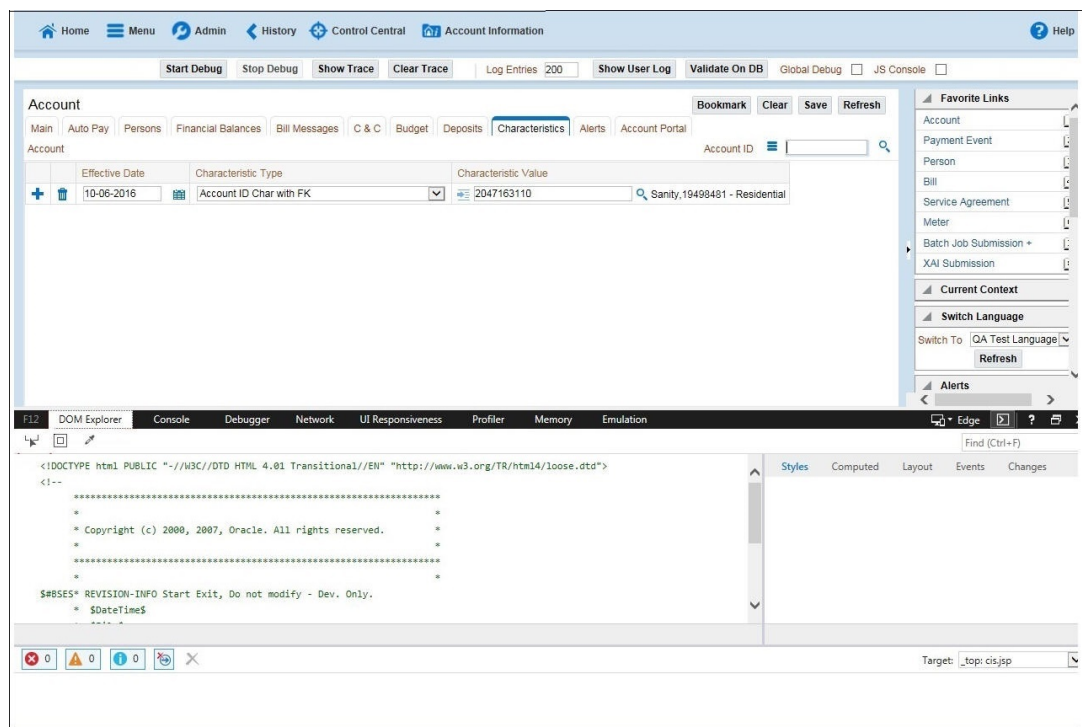 Home Menu Admin History Control Central Account Information Help
Start Debug Stop Debug Show Trace Clear Trace Log Entries 200 Show User Log Validate On DB Global Debug JS Console
Account Bookmark Clear Save Refresh
Main Auto Pay Persons Financial Balances Bill Messages C & C Budget Deposits Characteristics Alerts Account Portal
Account Account ID
Effective Date Characteristic Type Characteristic Value
10-06-2016 Account ID Char with FK 2047163110 Sanity,19498481 - Residential
Favorite Links
Account
Payment Event
Person
Bill
Service Agreement
Meter
Batch Job Submission +
XAI Submission
Current Context
Switch Language
Switch To QA Test Language
Refresh
Alerts
F12 DOM Explorer Console Debugger Network UI Responsiveness Profiler Memory Emulation Edge ?
Find (Ctrl+F)
<!DOCTYPE html PUBLIC "-//W3C//DTD HTML 4.01 Transitional//EN" "http://www.w3.org/TR/html4/loose.dtd">
<!--
*******************************************************************
* *
* Copyright (c) 2000, 2007, Oracle. All rights reserved. *
* *
*******************************************************************
* *
$#BSES* REVISION-INFO Start Exit, Do not modify - Dev. Only.
* $DateTime$
Styles Computed Layout Events Changes
0 0 0
Target: _top: cis.jsp